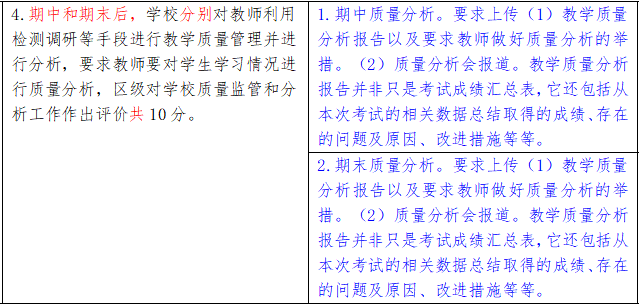 4.期中和期末后，学校分别对教师利用
检测调研等手段进行教学质量管理并进
行分析，要求教师要对学生学习情况进
行质量分析，区级对学校质量监管和分
析工作作出评价共 10 分。
1.期中质量分析。要求上传（1）教学质量
分析报告以及要求教师做好质量分析的举
措。（2）质量分析会报道。教学质量分析
报告并非只是考试成绩汇总表，它还包括从
本次考试的相关数据总结取得的成绩、存在
的问题及原因、改进措施等等。
2.期末质量分析。要求上传（1）教学质量
分析报告以及要求教师做好质量分析的举
措。（2）质量分析会报道。教学质量分析
报告并非只是考试成绩汇总表，它还包括从
本次考试的相关数据总结取得的成绩、存在
的问题及原因、改进措施等等。